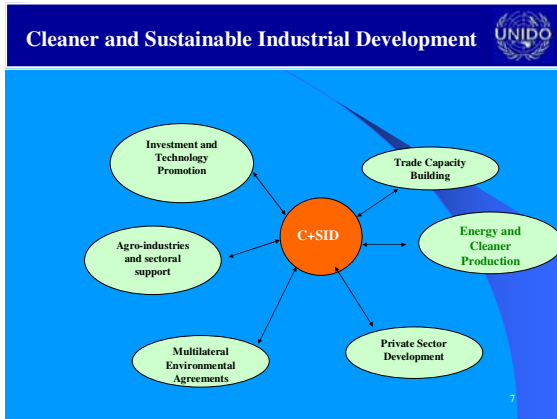 Cleaner and Sustainable Industrial Development
UNIDO
Investment and
Technology
Promotion
Trade Capacity
Building
C+SID
Energy and
Cleaner
Production
Agro-industries
and sectoral
support
Multilateral
Environmental
Agreements
Private Sector
Development
7